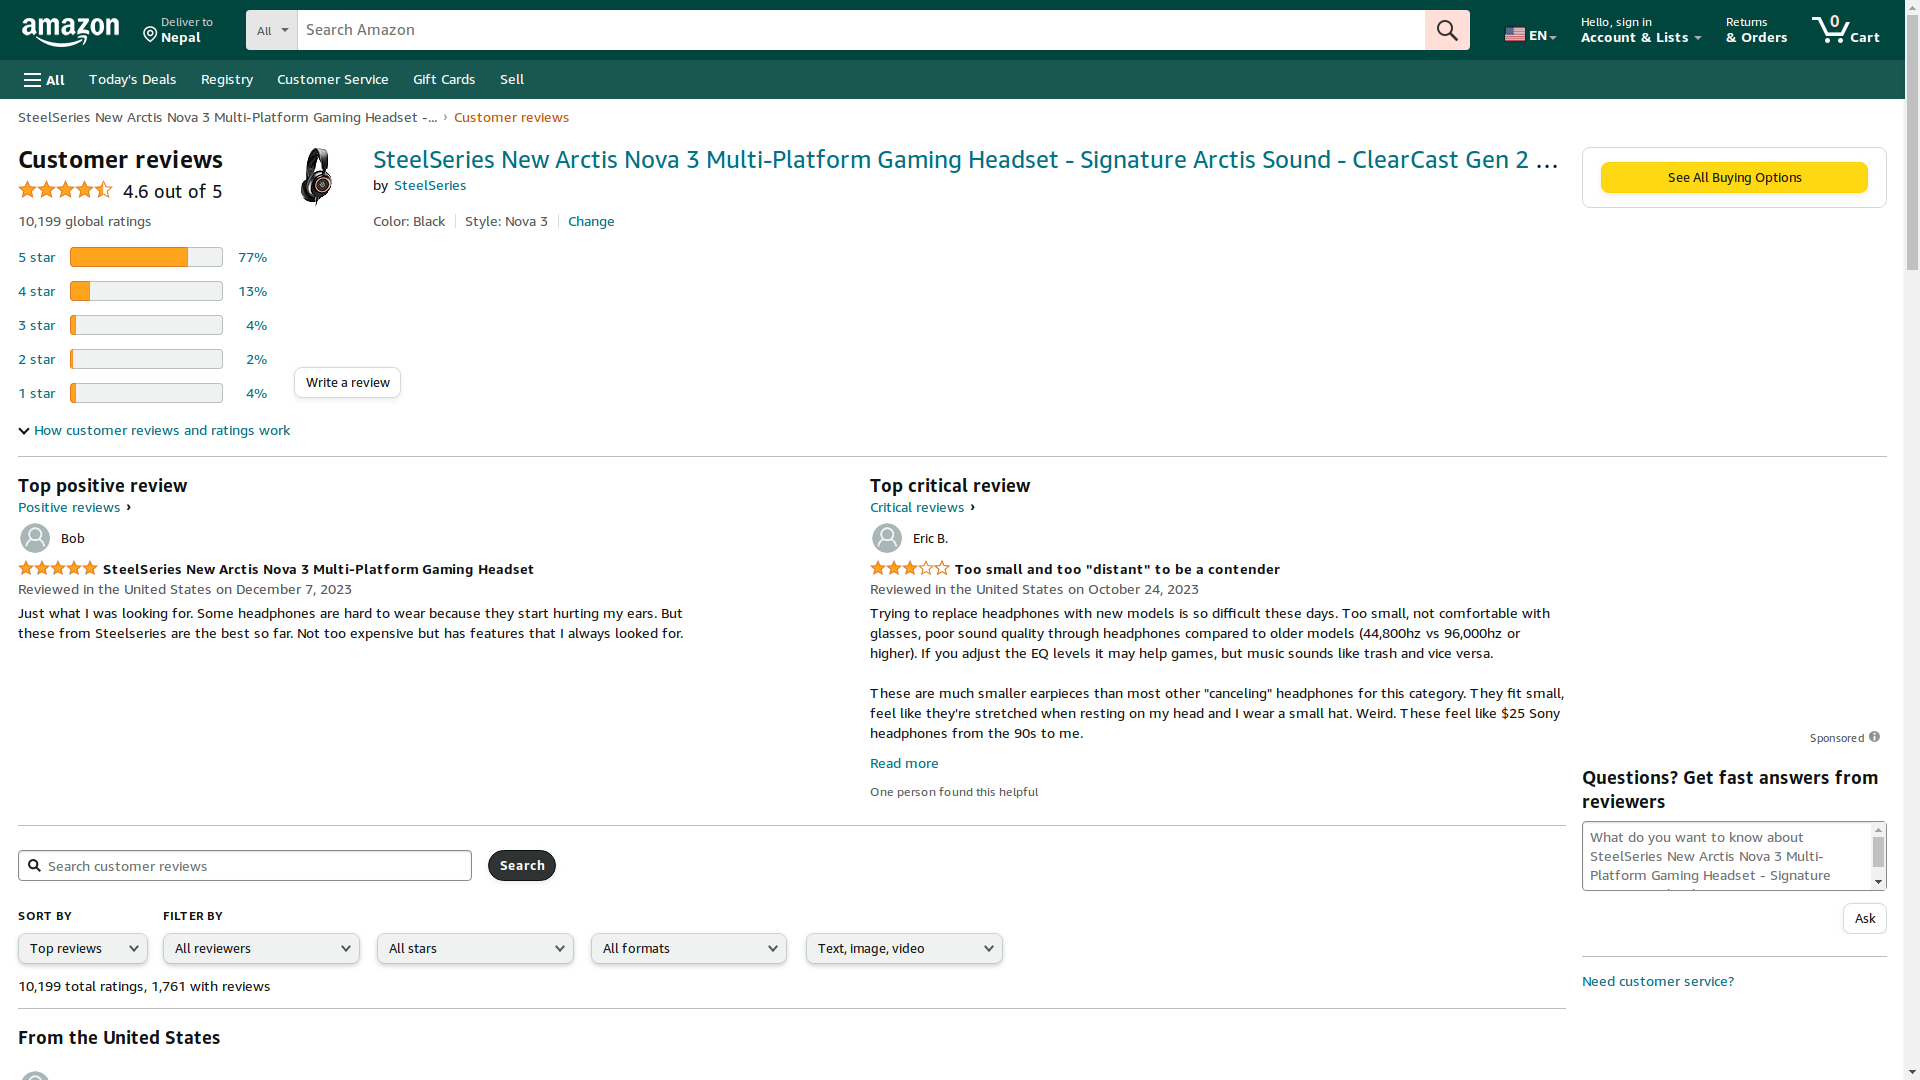 amazon
Deliver to
Nepal
All
Search Amazon
EN
Hello, sign in
Account & Lists
Returns
& Orders
0
Cart
All
Today's Deals
Registry
Customer Service
Gift Cards
Sell
SteelSeries New Arctis Nova 3 Multi-Platform Gaming Headset -... › Customer reviews
Customer reviews
4.6 out of 5
10,199 global ratings
5 star 77%
4 star 13%
3 star 4%
2 star 2%
1 star 4%
How customer reviews and ratings work
SteelSeries New Arctis Nova 3 Multi-Platform Gaming Headset - Signature Arctis Sound - ClearCast Gen 2 …
by SteelSeries
Color: Black | Style: Nova 3 | Change
Write a review
See All Buying Options
Top positive review
Positive reviews ›
Bob
SteelSeries New Arctis Nova 3 Multi-Platform Gaming Headset
Reviewed in the United States on December 7, 2023
Just what I was looking for. Some headphones are hard to wear because they start hurting my ears. But
these from Steelseries are the best so far. Not too expensive but has features that I always looked for.
Top critical review
Critical reviews ›
Eric B.
Too small and too "distant" to be a contender
Reviewed in the United States on October 24, 2023
Trying to replace headphones with new models is so difficult these days. Too small, not comfortable with
glasses, poor sound quality through headphones compared to older models (44,800hz vs 96,000hz or
higher). If you adjust the EQ levels it may help games, but music sounds like trash and vice versa.
These are much smaller earpieces than most other "canceling" headphones for this category. They fit small,
feel like they're stretched when resting on my head and I wear a small hat. Weird. These feel like $25 Sony
headphones from the 90s to me.
Read more
One person found this helpful
Sponsored
Questions? Get fast answers from
reviewers
What do you want to know about
SteelSeries New Arctis Nova 3 Multi-
Platform Gaming Headset - Signature
Ask
Need customer service?
Search customer reviews
Search
SORT BY
FILTER BY
Top reviews
All reviewers
All stars
All formats
Text, image, video
10,199 total ratings, 1,761 with reviews
From the United States